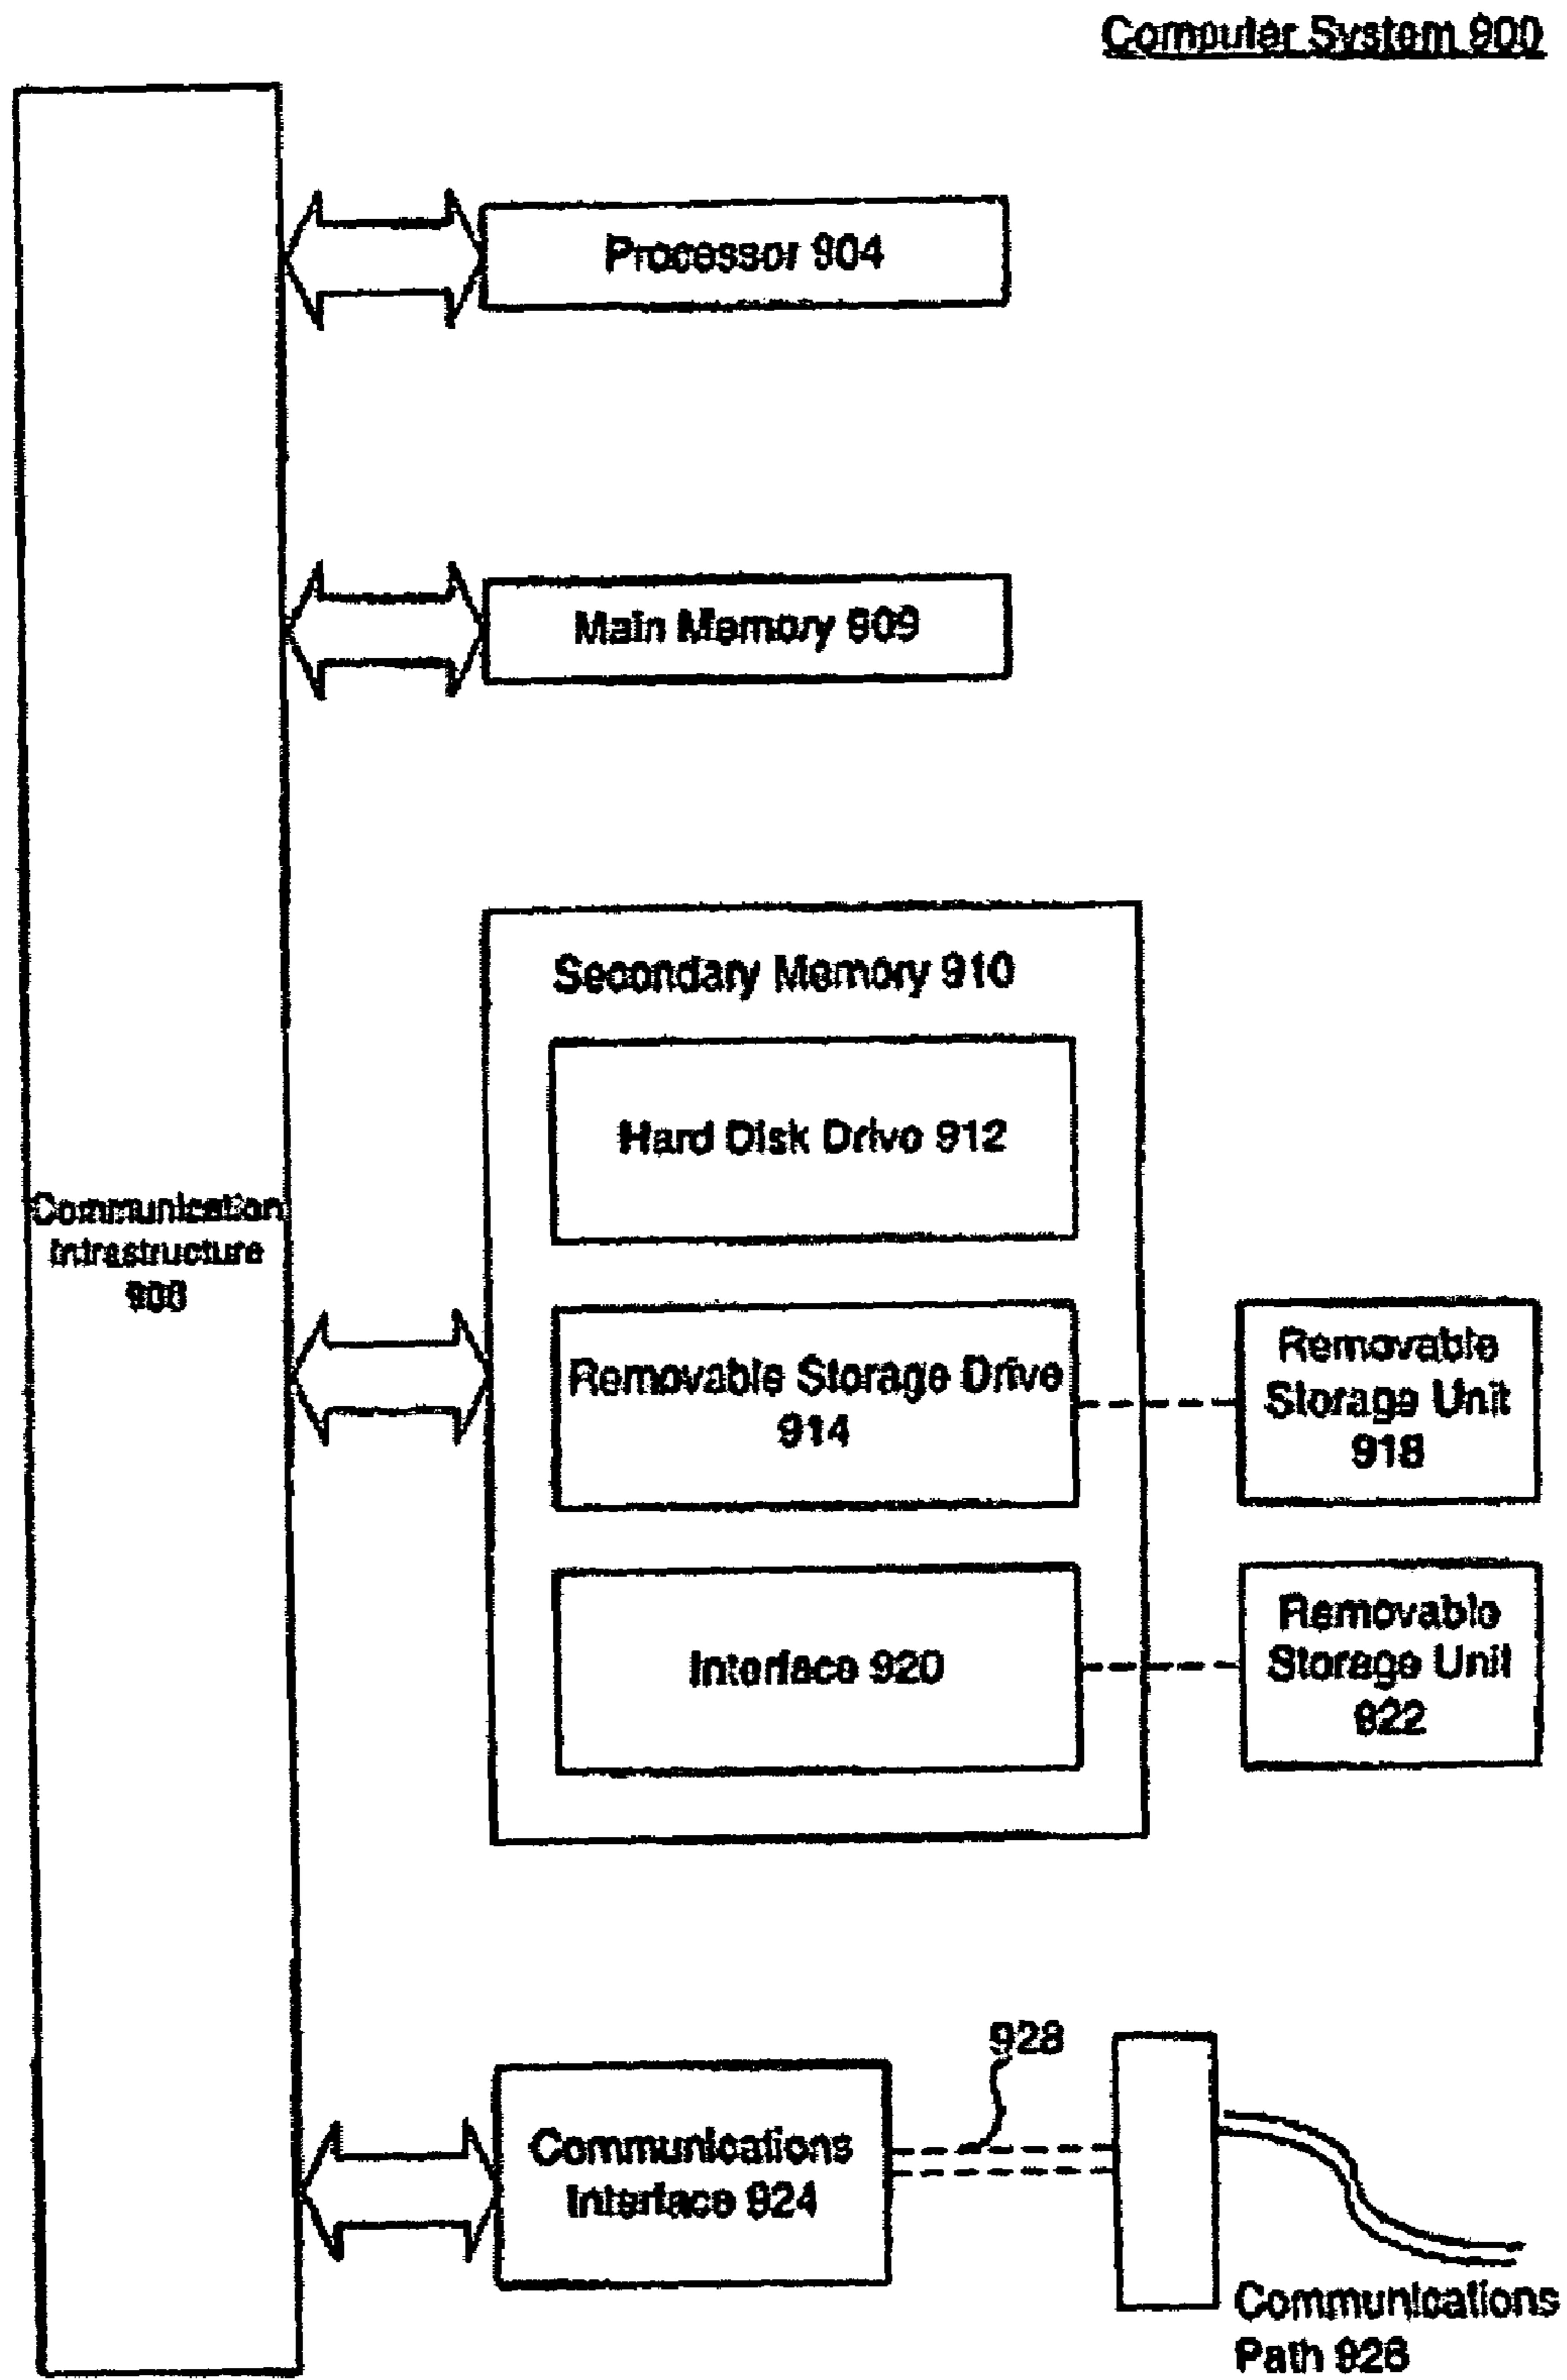 Computer System 900
Processor 904
Main Memory 909
Secondary Memory 910
Hard Disk Drive 912
Communication
Infrastructure
Removable Storage Drive
914
Removable
Storage Unit
918
Interface 920
Removable
Storage Unit
922
928
Communications
Interface 924
Communications
Path 926